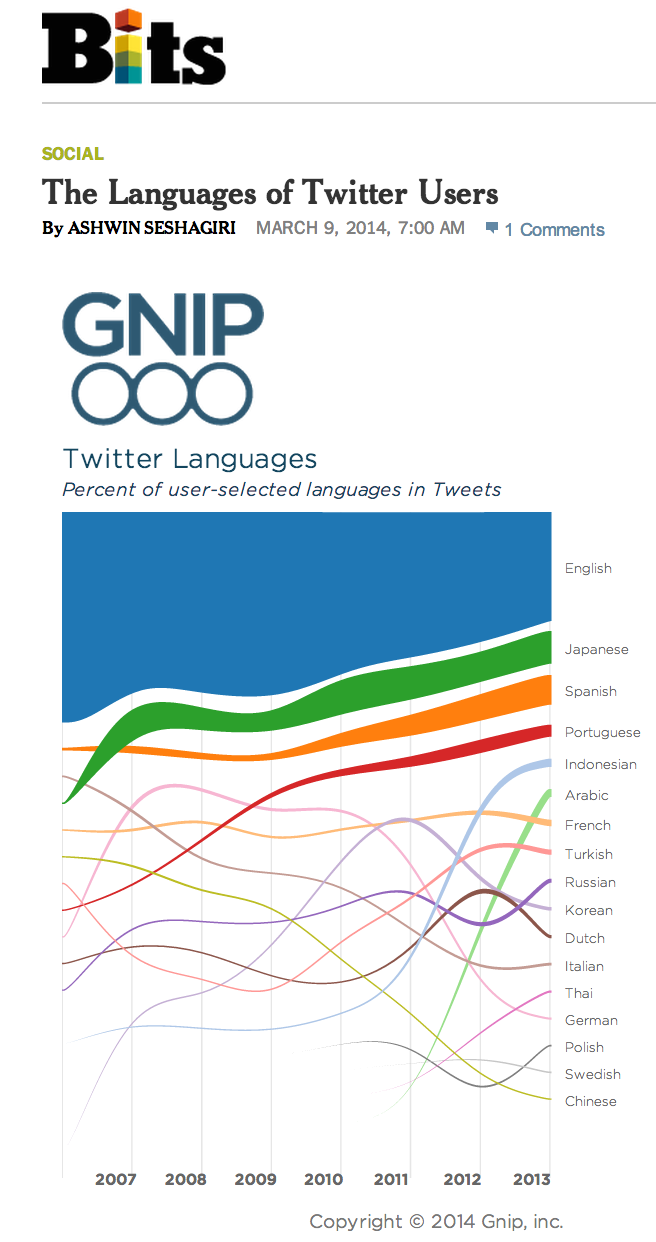 Bits
SOCIAL
The Languages of Twitter Users
By ASHWIN SESHAGIRI MARCH 9, 2014, 7:00 AM 1 Comments
GNIP
Twitter Languages
Percent of user-selected languages in Tweets
English
Japanese
Spanish
Portuguese
Indonesian
Arabic
French
Turkish
Russian
Korean
Dutch
Italian
Thai
German
Polish
Swedish
Chinese
2007 2008 2009 2010 2011 2012 2013
Copyright © 2014 Gnip, inc.